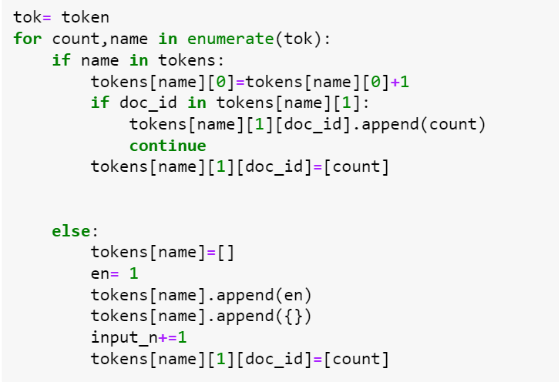 tok= token
for count,name in enumerate(tok):
    if name in tokens:
        tokens[name][0]=tokens[name][0]+1
        if doc_id in tokens[name][1]:
            tokens[name][1][doc_id].append(count)
            continue
        tokens[name][1][doc_id]=[count]
    else:
        tokens[name]=[]
        en= 1
        tokens[name].append(en)
        tokens[name].append({})
        input_n+=1
        tokens[name][1][doc_id]=[count]